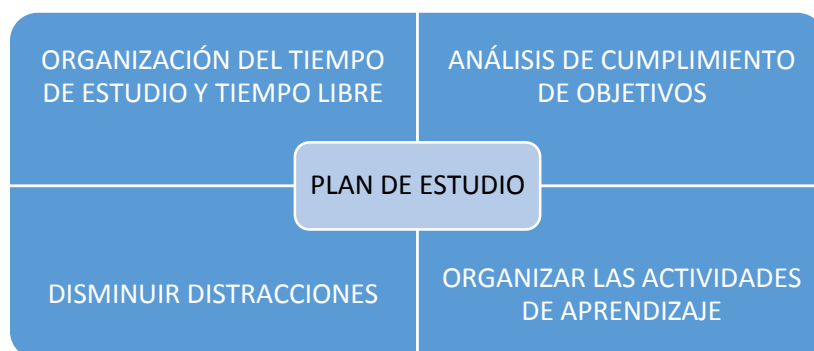 ORGANIZACIÓN DEL TIEMPO
DE ESTUDIO Y TIEMPO LIBRE
ANÁLISIS DE CUMPLIMIENTO
DE OBJETIVOS
PLAN DE ESTUDIO
DISMINUIR DISTRACCIONES
ORGANIZAR LAS ACTIVIDADES
DE APRENDIZAJE